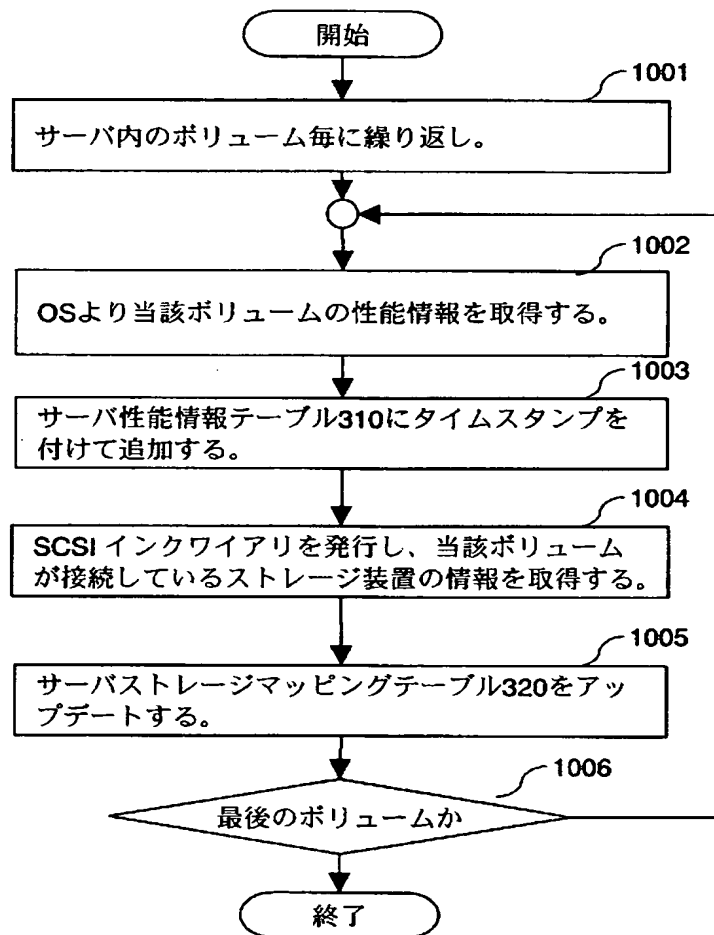 開始
1001
サーバ内のボリューム毎に繰り返し。
1002
OSより当該ボリュームの性能情報を取得する。
1003
サーバ性能情報テーブル310にタイムスタンプを
付けて追加する。
1004
SCSI インクワイアリを発行し、当該ボリューム
が接続しているストレージ装置の情報を取得する。
1005
サーバストレージマッピングテーブル320をアッ
プデートする。
1006
最後のボリュームか
終了